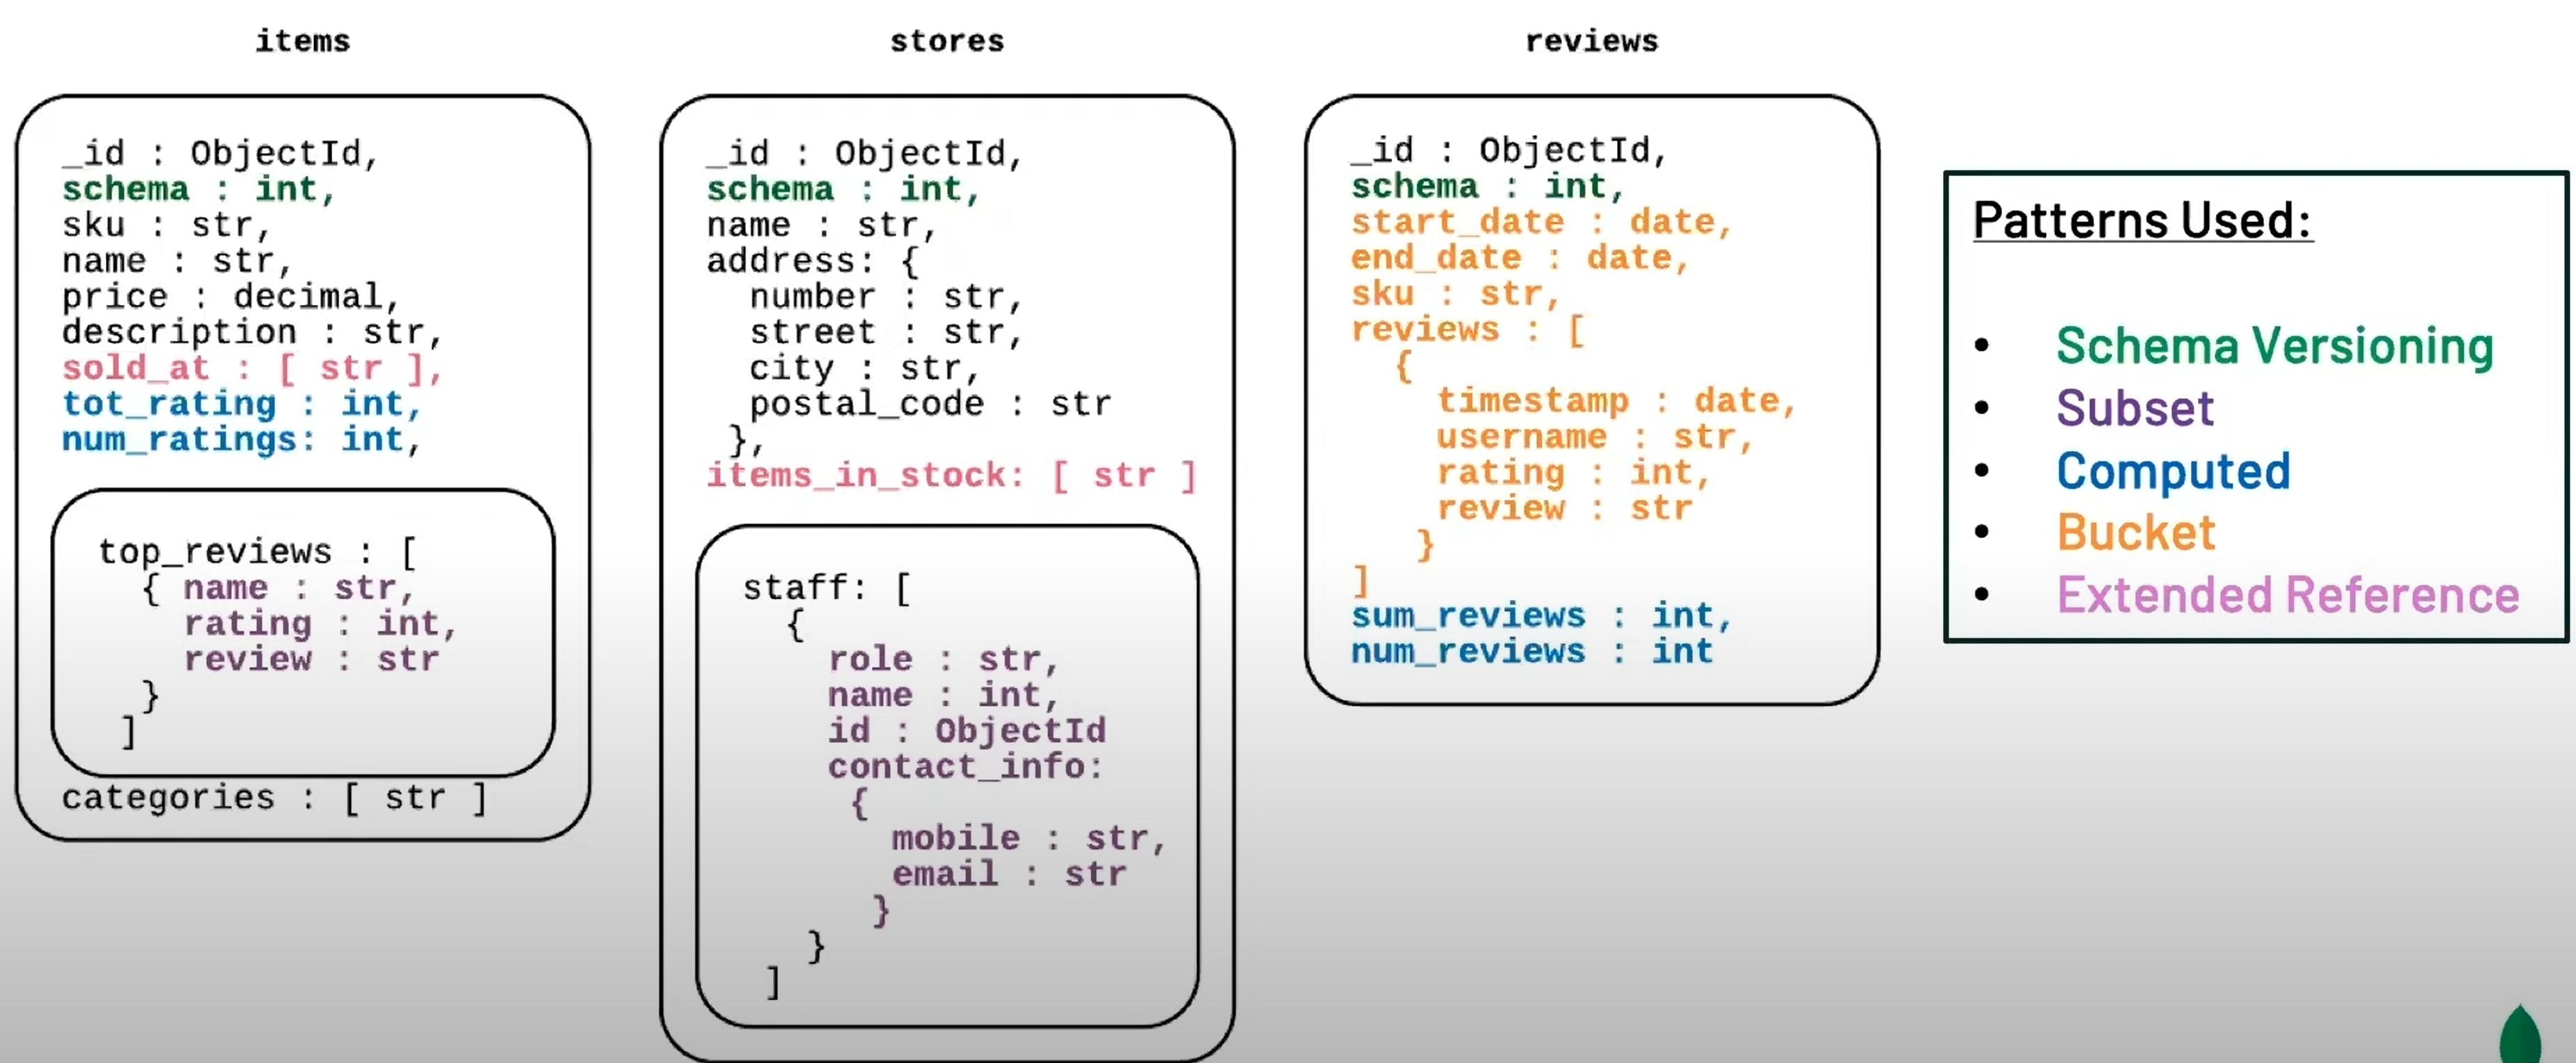 items
_id : ObjectId,
schema : int,
sku : str,
name : str,
price : decimal,
description : str,
sold_at : [ str ],
tot_rating : int,
num_ratings: int,
top_reviews : [
{ name : str,
rating : int,
review : str
}
]
categories : [ str ]
stores
_id : ObjectId,
schema : int,
name : str,
address: {
number : str,
street : str,
city : str,
postal_code : str
},
items_in_stock: [ str ]
staff: [
{
role : str,
name : int,
id : ObjectId
contact_info:
{
mobile : str,
email : str
}
}
]
reviews
_id : ObjectId,
schema : int,
start_date : date,
end_date : date,
sku : str,
reviews : [
{
timestamp : date,
username : str,
rating : int,
review : str
}
]
sum_reviews : int,
num_reviews : int
Patterns Used:
• Schema Versioning
• Subset
• Computed
• Bucket
• Extended Reference